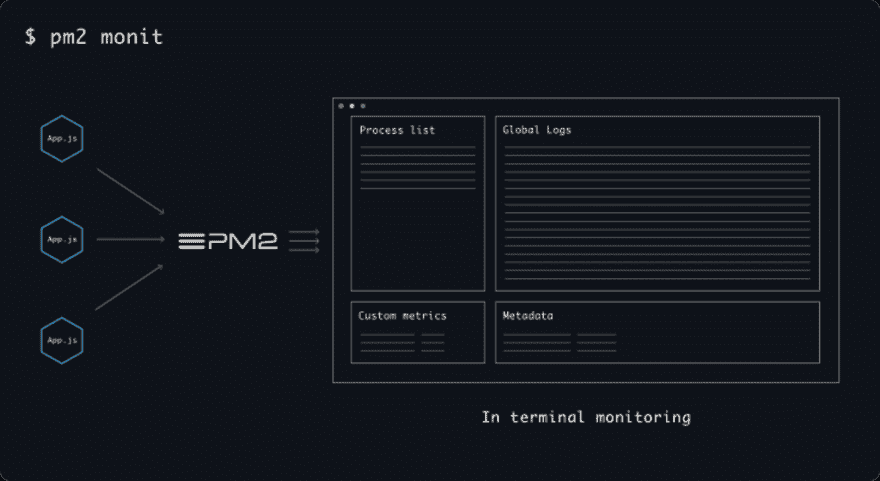 $ pm2 monit
App.js
App.js
App.js
PM2
Process list
Global Logs
Custom metrics
Metadata
In terminal monitoring